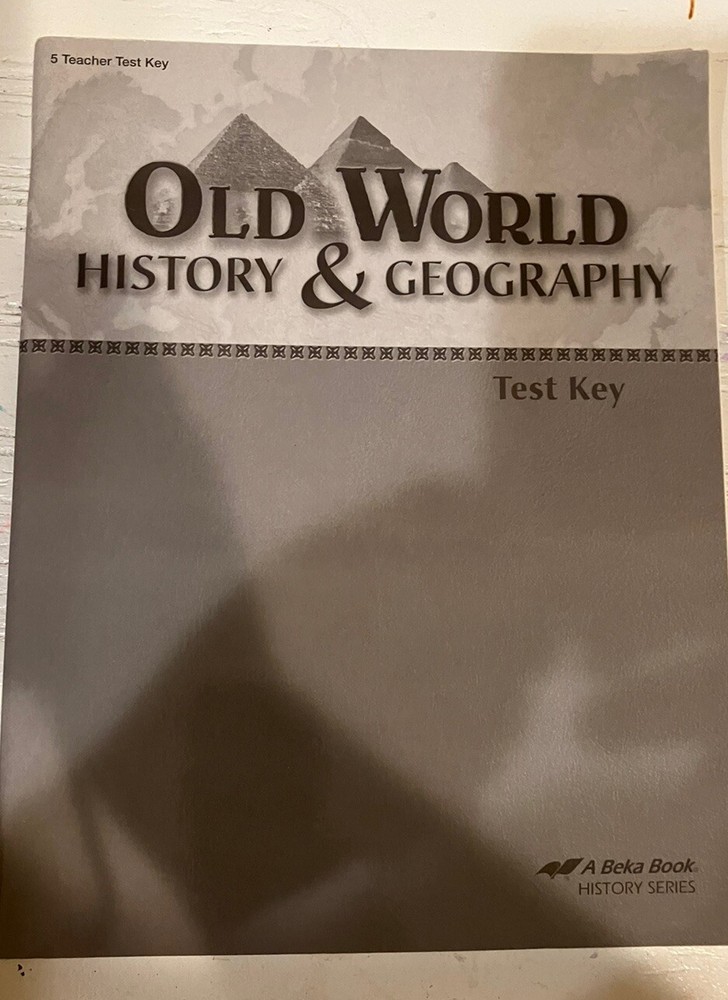 5 Teacher Test Key
OLD WORLD
HISTORY & GEOGRAPHY
Test Key
A Beka Book
HISTORY SERIES